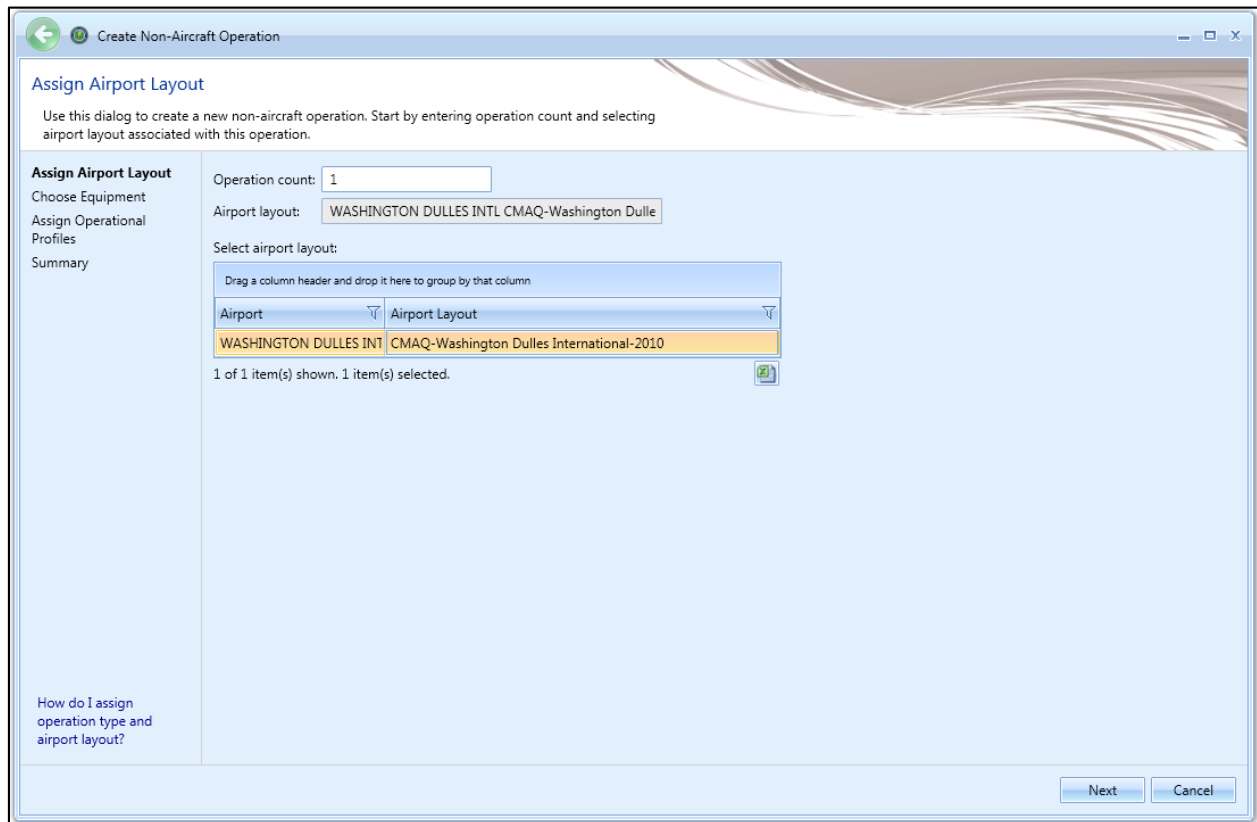 Create Non-Aircraft Operation
Assign Airport Layout
Use this dialog to create a new non-aircraft operation. Start by entering operation count and selecting
airport layout associated with this operation.
Assign Airport Layout
Choose Equipment
Assign Operational
Profiles
Summary
Operation count: 1
Airport layout: WASHINGTON DULLES INTL CMAQ-Washington Dulle
Select airport layout:
Drag a column header and drop it here to group by that column
Airport Airport Layout
WASHINGTON DULLES INT CMAQ-Washington Dulles International-2010
1 of 1 item(s) shown. 1 item(s) selected.
How do I assign
operation type and
airport layout?
Next Cancel